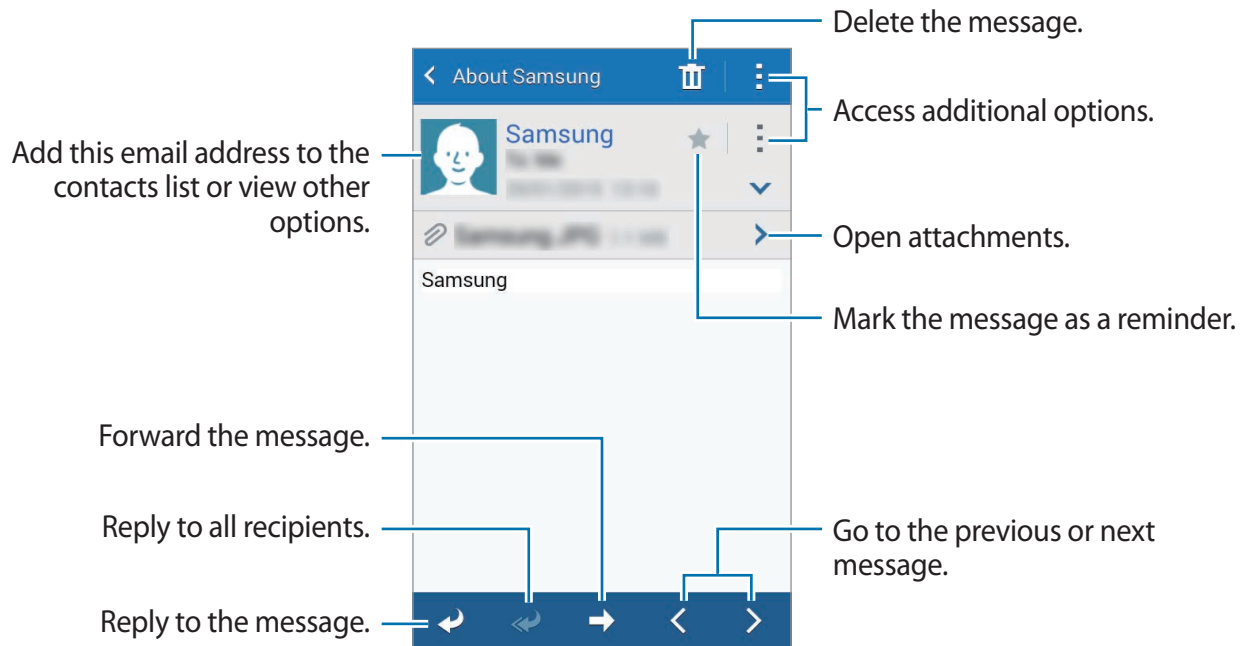 Delete the message.
About Samsung
Access additional options.
Samsung
Add this email address to the
contacts list or view other
options.
Open attachments.
Samsung
Mark the message as a reminder.
Forward the message.
Reply to all recipients.
Go to the previous or next
message.
Reply to the message.